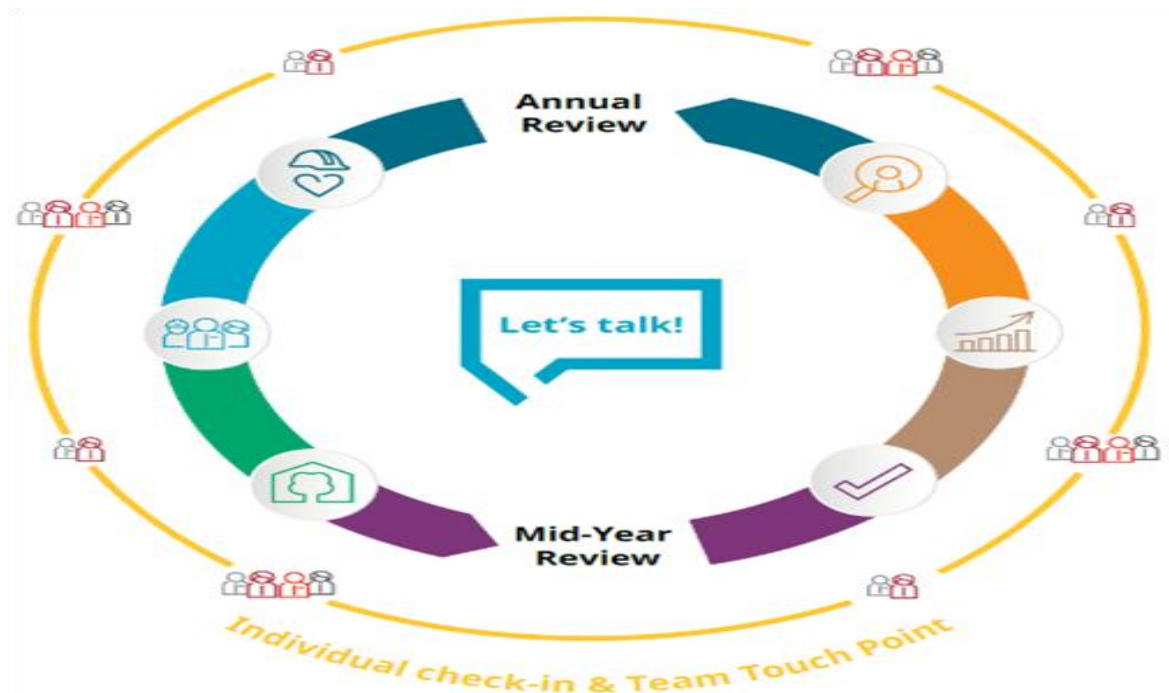 Annual
Review
Let's talk!
Mid-Year
Review
Individual check-in & Team Touch Point